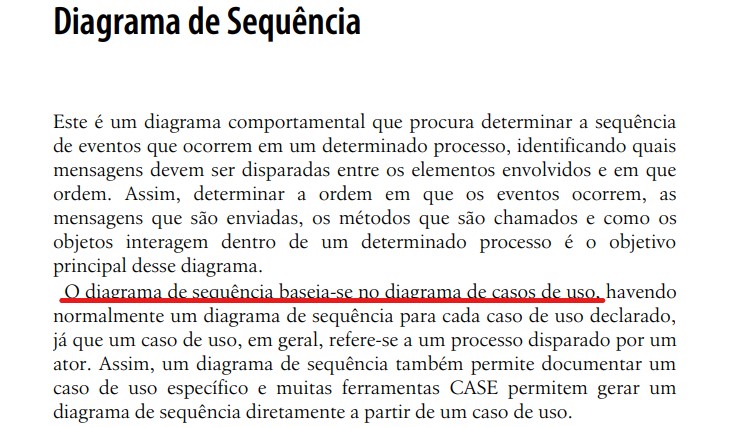 Diagrama de Sequência
Este é um diagrama comportamental que procura determinar a sequência
de eventos que ocorrem em um determinado processo, identificando quais
mensagens devem ser disparadas entre os elementos envolvidos e em que
ordem. Assim, determinar a ordem em que os eventos ocorrem, as
mensagens que são enviadas, os métodos que são chamados e como os
objetos interagem dentro de um determinado processo é o objetivo
principal desse diagrama.
O diagrama de sequência baseia-se no diagrama de casos de uso, havendo
normalmente um diagrama de sequência para cada caso de uso declarado,
já que um caso de uso, em geral, refere-se a um processo disparado por um
ator. Assim, um diagrama de sequência também permite documentar um
caso de uso específico e muitas ferramentas CASE permitem gerar um
diagrama de sequência diretamente a partir de um caso de uso.